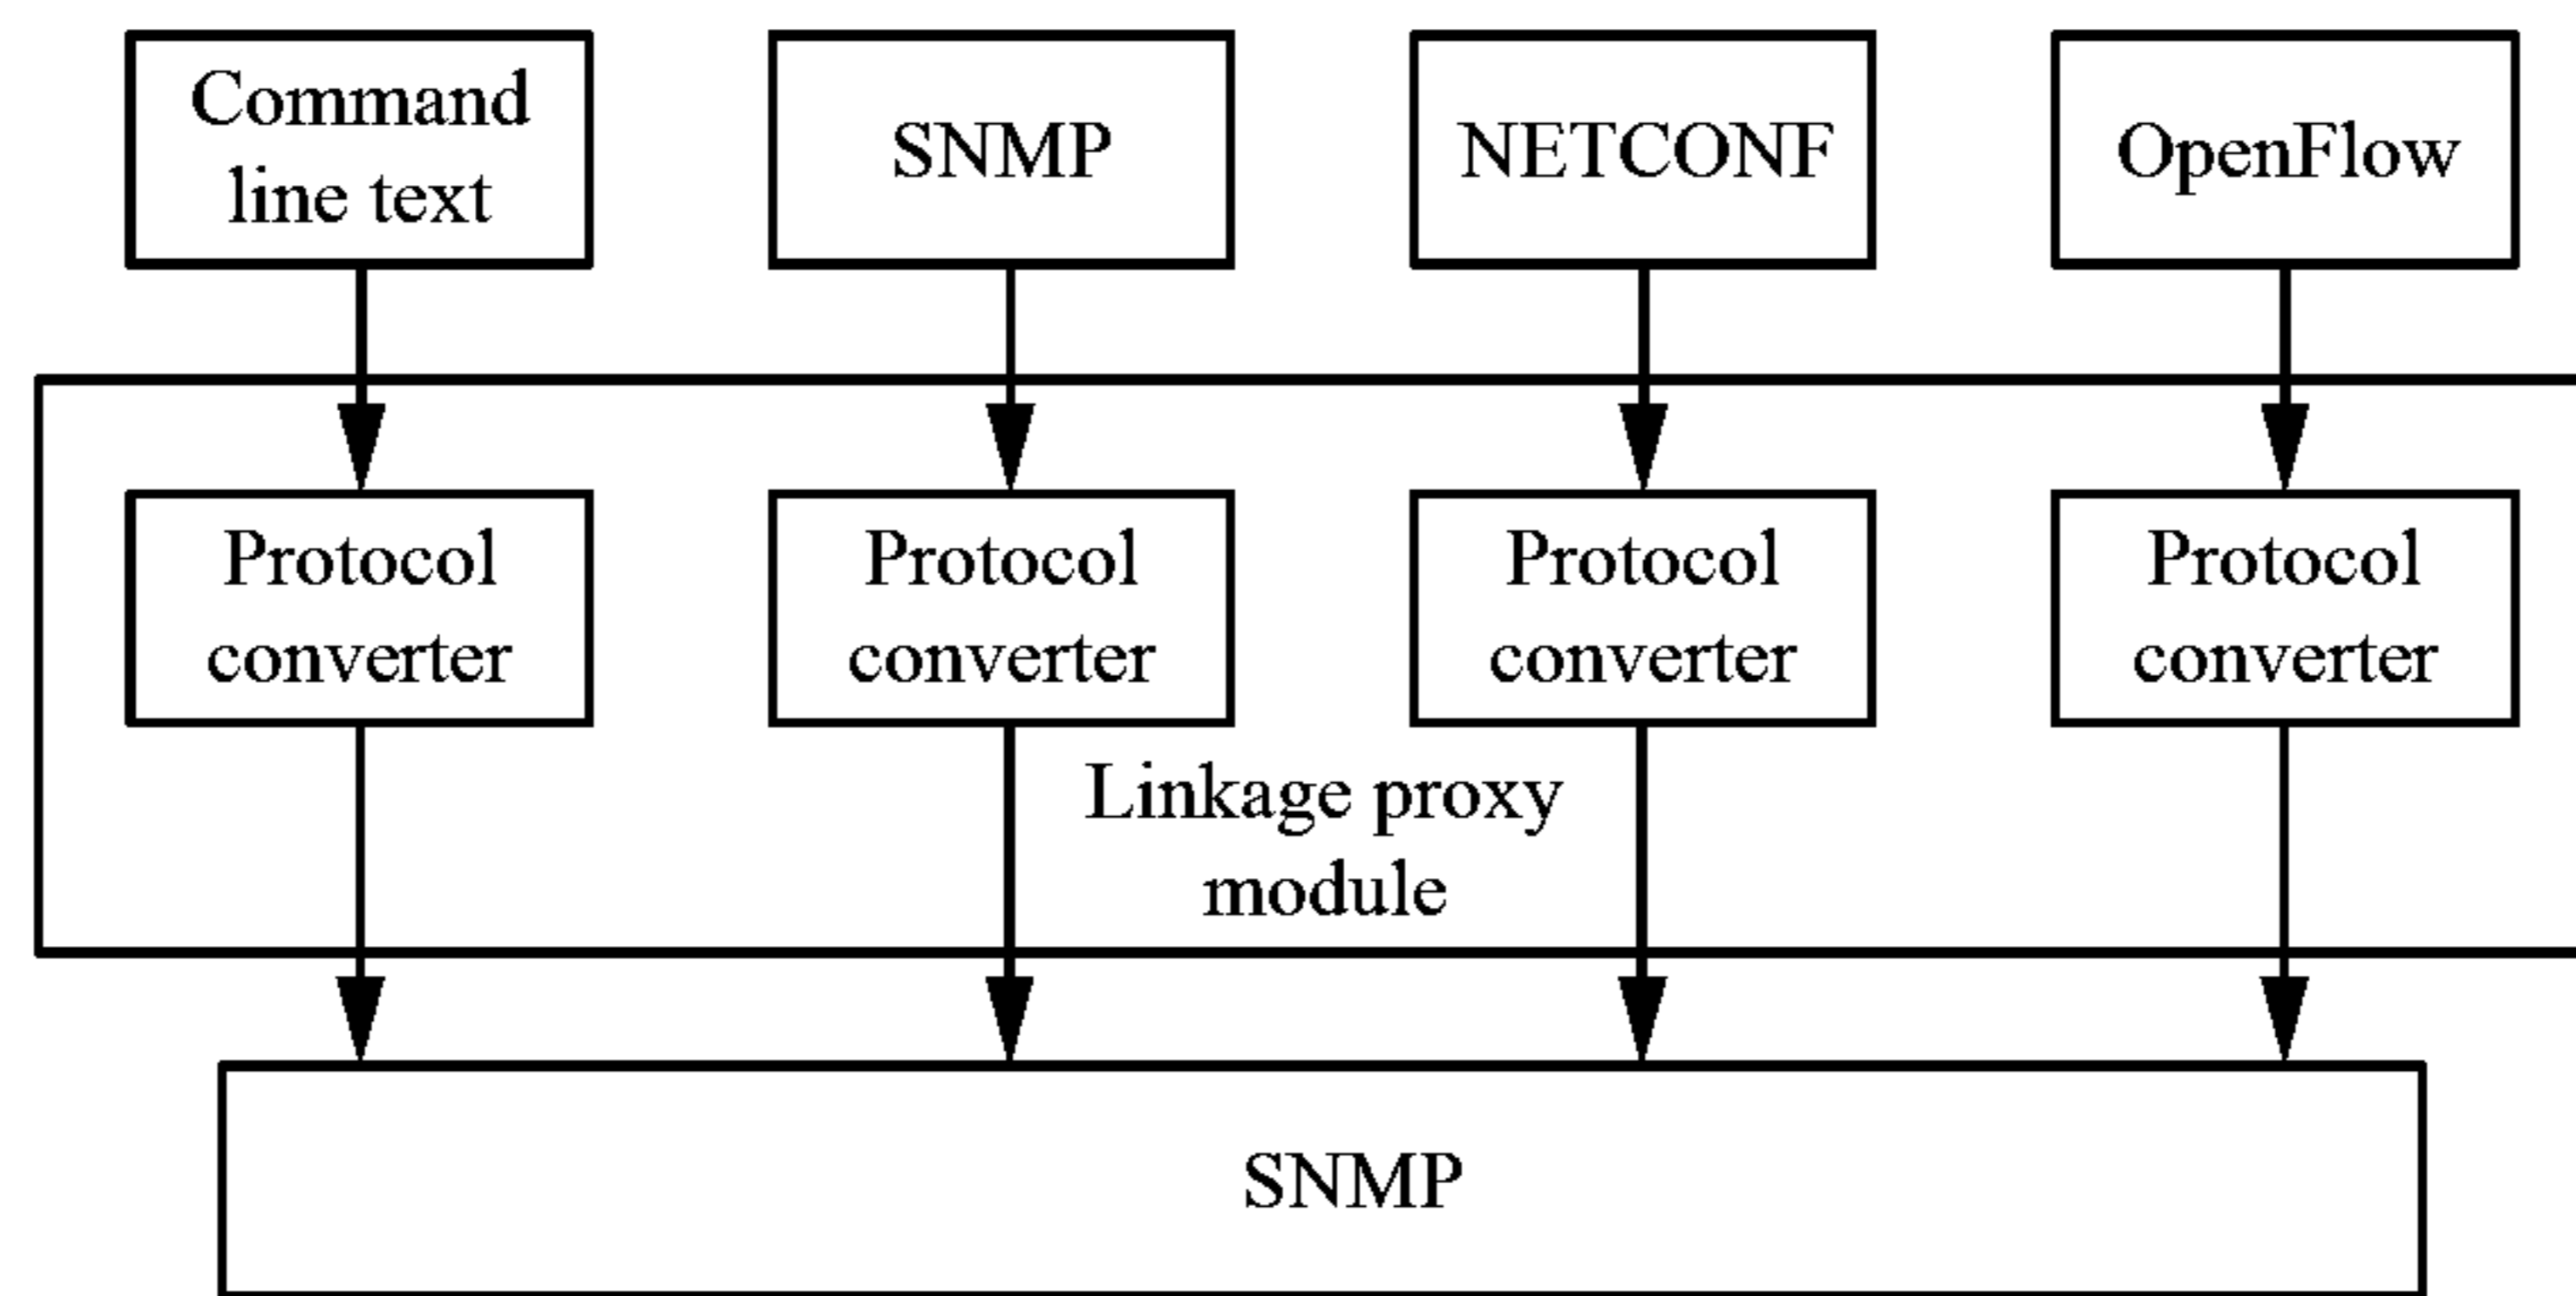 Command
line text
SNMP
NETCONF
OpenFlow
Protocol
converter
Protocol
converter
Protocol
converter
Protocol
converter
Linkage proxy
module
SNMP